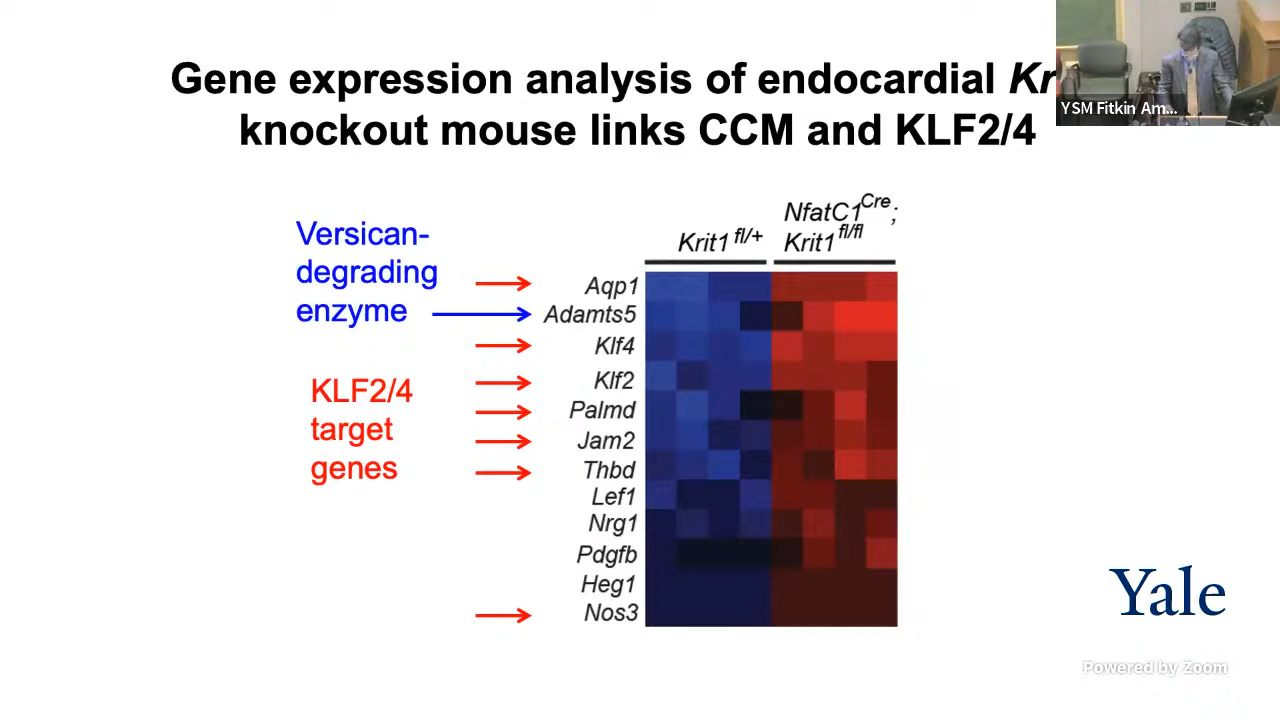 Gene expression analysis of endocardial Kr
knockout mouse links CCM and KLF2/4
YSM Fitkin Am...
Versican-
degrading
enzyme
KLF2/4
target
genes
Krit1 fl/+
NfatC1Cre;
Krit1fl/fl
Aqp1
Adamts5
Klf4
Klf2
Palmd
Jam2
Thbd
Lef1
Nrg1
Pdgfb
Heg1
Nos3
Yale
Powered by Zoom